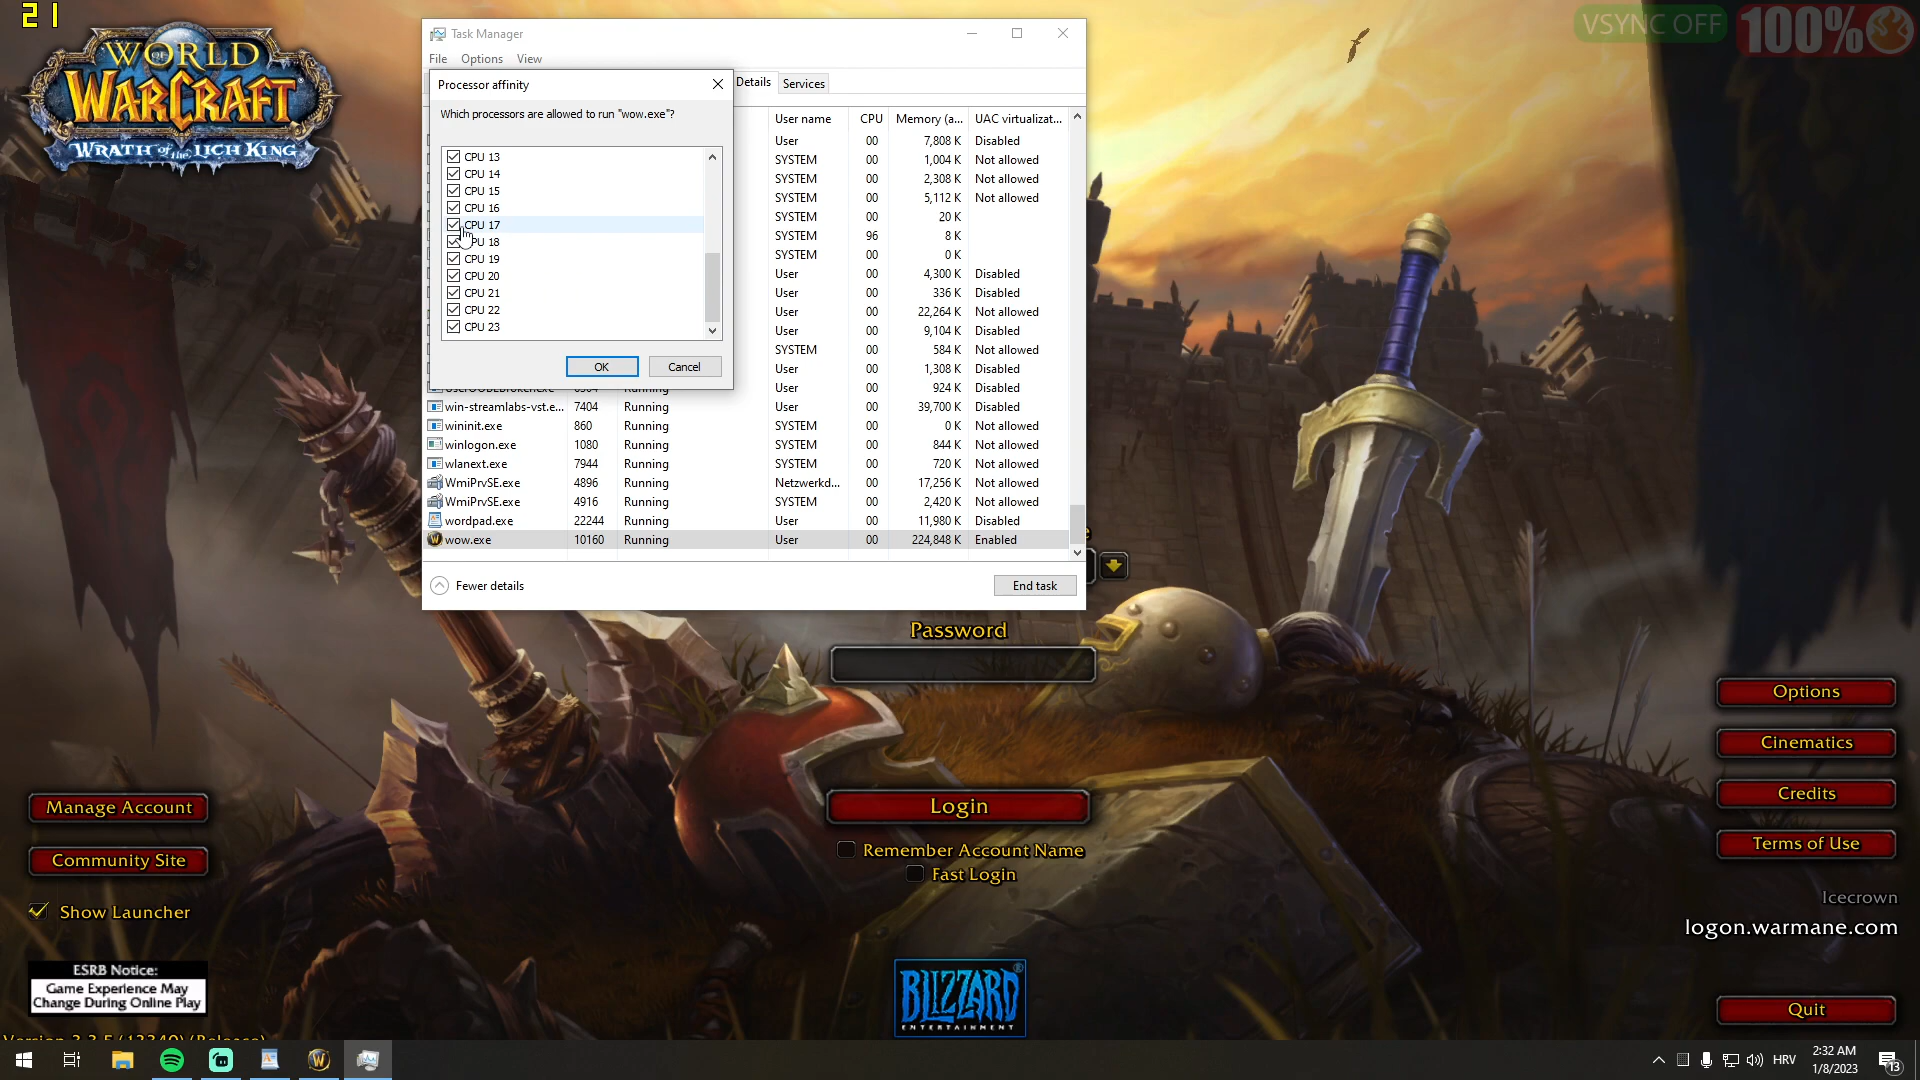 21
VSYNC OFF
100%
WORLD
OF
WARCRAFT
WRATH of the LICH KING
Task Manager
File Options View
Processor affinity
Details Services
Which processors are allowed to run "wow.exe"?
CPU 13
CPU 14
CPU 15
CPU 16
CPU 17
CPU 18
CPU 19
CPU 20
CPU 21
CPU 22
CPU 23
OK Cancel
User name CPU Memory (a... UAC virtualizat...
User 00 7,808 K Disabled
SYSTEM 00 1,004 K Not allowed
SYSTEM 00 2,308 K Not allowed
SYSTEM 00 5,112 K Not allowed
SYSTEM 00 20 K
SYSTEM 96 8 K
SYSTEM 00 0 K
User 00 4,300 K Disabled
User 00 336 K Disabled
User 00 22,264 K Not allowed
User 00 9,104 K Disabled
SYSTEM 00 584 K Not allowed
User 00 1,308 K Disabled
User 00 924 K Disabled
win-streamlabs-vst.e... 7404 Running User 00 39,700 K Disabled
wininit.exe 860 Running SYSTEM 00 0 K Not allowed
winlogon.exe 1080 Running SYSTEM 00 844 K Not allowed
wlanext.exe 7944 Running SYSTEM 00 720 K Not allowed
WmiPrvSE.exe 4896 Running Netzwerkd... 00 17,256 K Not allowed
WmiPrvSE.exe 4916 Running SYSTEM 00 2,420 K Not allowed
wordpad.exe 22244 Running User 00 11,980 K Disabled
wow.exe 10160 Running User 00 224,848 K Enabled
Fewer details
End task
Password
Login
Remember Account Name
Fast Login
Manage Account
Community Site
Show Launcher
ESRB Notice:
Game Experience May
Change During Online Play
Options
Cinematics
Credits
Terms of Use
Icecrown
logon.warmane.com
Quit
BLIZZARD®
ENTERTAINMENT
Version 3.3.5 (12340) (Release)
HRV
2:32 AM
1/8/2023
13